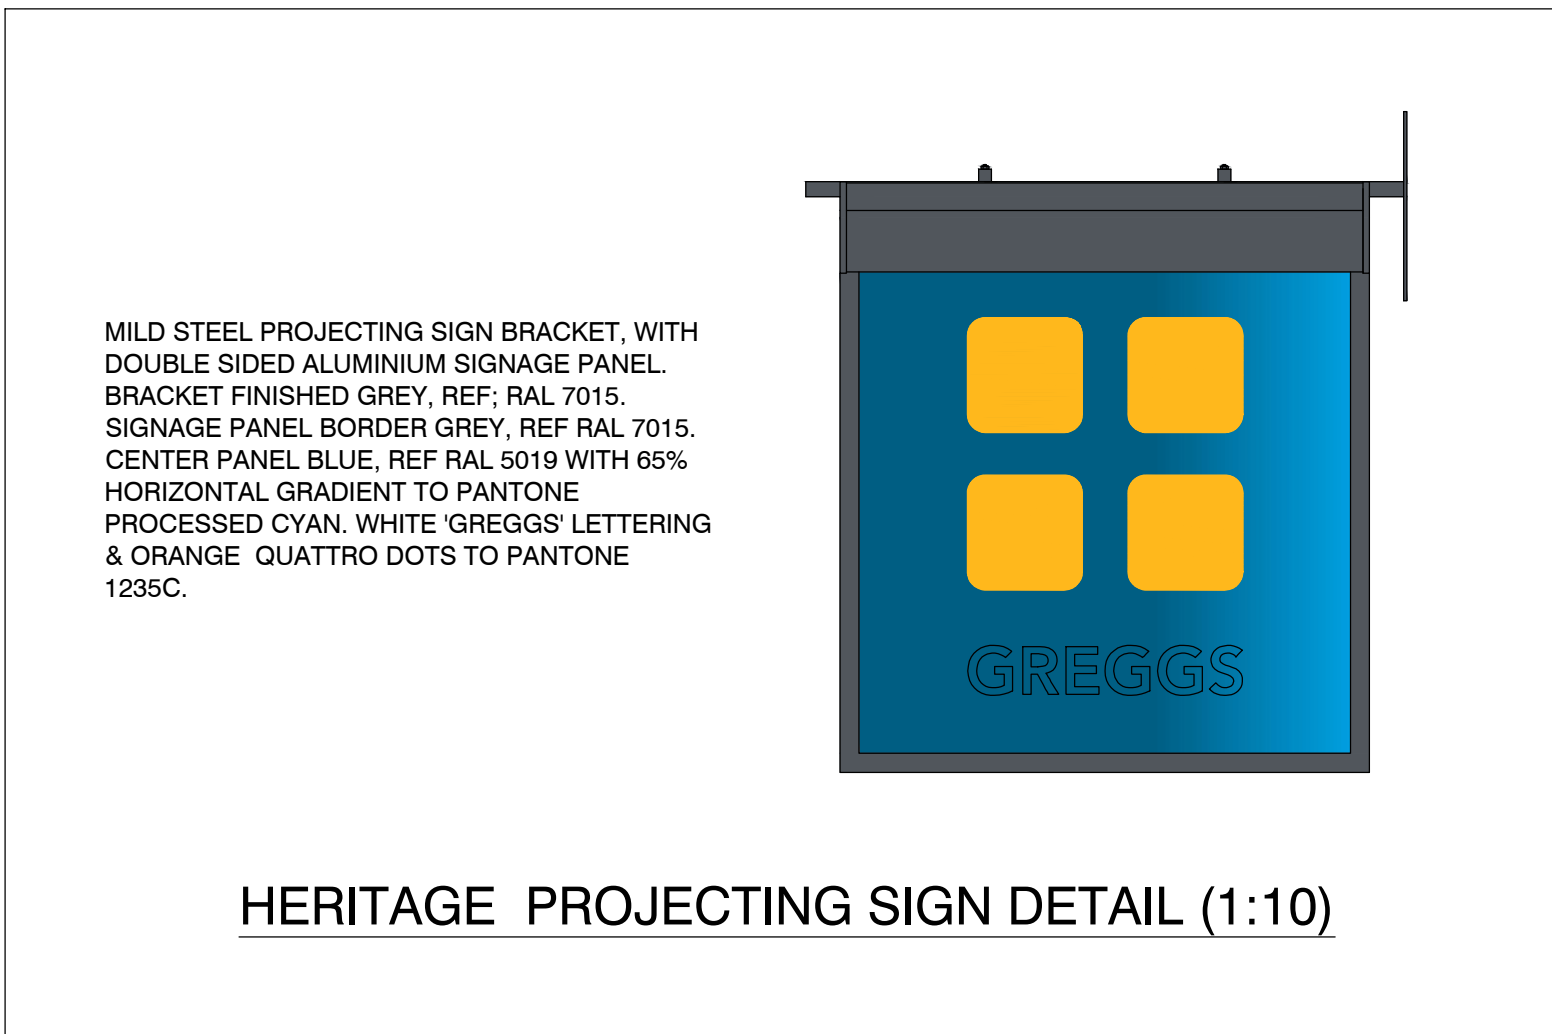 MILD STEEL PROJECTING SIGN BRACKET, WITH
DOUBLE SIDED ALUMINIUM SIGNAGE PANEL.
BRACKET FINISHED GREY, REF; RAL 7015.
SIGNAGE PANEL BORDER GREY, REF RAL 7015.
CENTER PANEL BLUE, REF RAL 5019 WITH 65%
HORIZONTAL GRADIENT TO PANTONE
PROCESSED CYAN. WHITE 'GREGGS' LETTERING
& ORANGE  QUATTRO DOTS TO PANTONE
1235C.
GREGGS
HERITAGE  PROJECTING SIGN DETAIL (1:10)